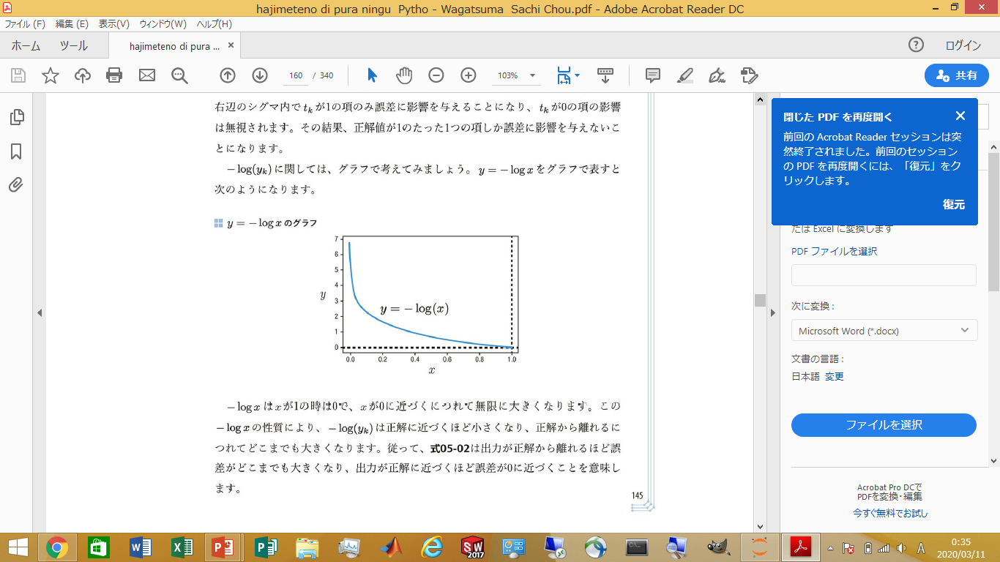 hajimeteno di pura ningu Pytho - Wagatsuma Sachi Chou.pdf - Adobe Acrobat Reader DC
ファイル (F) 編集 (E) 表示(V) ウィンドウ(W) ヘルプ(H)
ホーム ツール hajimeteno di pura ... × ログイン
160 / 340 103% 共有
右辺のシグマ内で tk が1の項のみ誤差に影響を与えることになり、 tk が0の項の影響
は無視されます。その結果、正解値が1のたった1つの項しか誤差に影響を与えないこ
とになります。
−log(yk) に関しては、グラフで考えてみましょう。 y = −log x をグラフで表すと
次のようになります。
y = −log x のグラフ
7
6
5
4
3
2
1
0
y
y = −log(x)
0.0 0.2 0.4 0.6 0.8 1.0
x
−log x は x が1の時は0で、 x が0に近づくにつれて無限に大きくなります。この
−log x の性質により、 −log(yk) は正解に近づくほど小さくなり、正解から離れるに
つれてどこまでも大きくなります。従って、式05-02は出力が正解から離れるほど誤
差がどこまでも大きくなり、出力が正解に近づくほど誤差が0に近づくことを意味し
ます。
145
閉じた PDF を再度開く
前回の Acrobat Reader セッションは突
然終了されました。前回のセッション
の PDF を再度開くには、「復元」をク
リックします。
復元
たは Excel に変換します
PDF ファイルを選択
次に変換 :
Microsoft Word (*.docx)
文書の言語 :
日本語 変更
ファイルを選択
Acrobat Pro DCで
PDFを変換・編集
今すぐ無料でお試し
SW 2017
A 0:35
2020/03/11